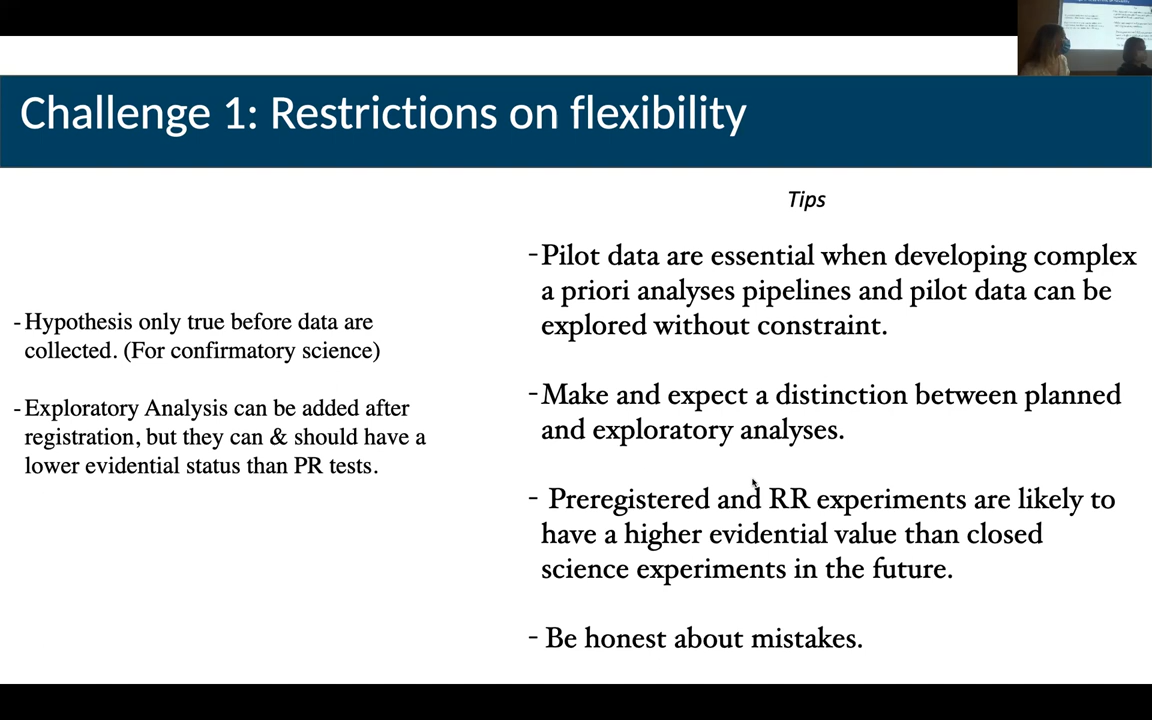 Challenge 1: Restrictions on flexibility
- Hypothesis only true before data are
collected. (For confirmatory science)
- Exploratory Analysis can be added after
registration, but they can & should have a
lower evidential status than PR tests.
Tips
- Pilot data are essential when developing complex
a priori analyses pipelines and pilot data can be
explored without constraint.
- Make and expect a distinction between planned
and exploratory analyses.
- Preregistered and RR experiments are likely to
have a higher evidential value than closed
science experiments in the future.
- Be honest about mistakes.